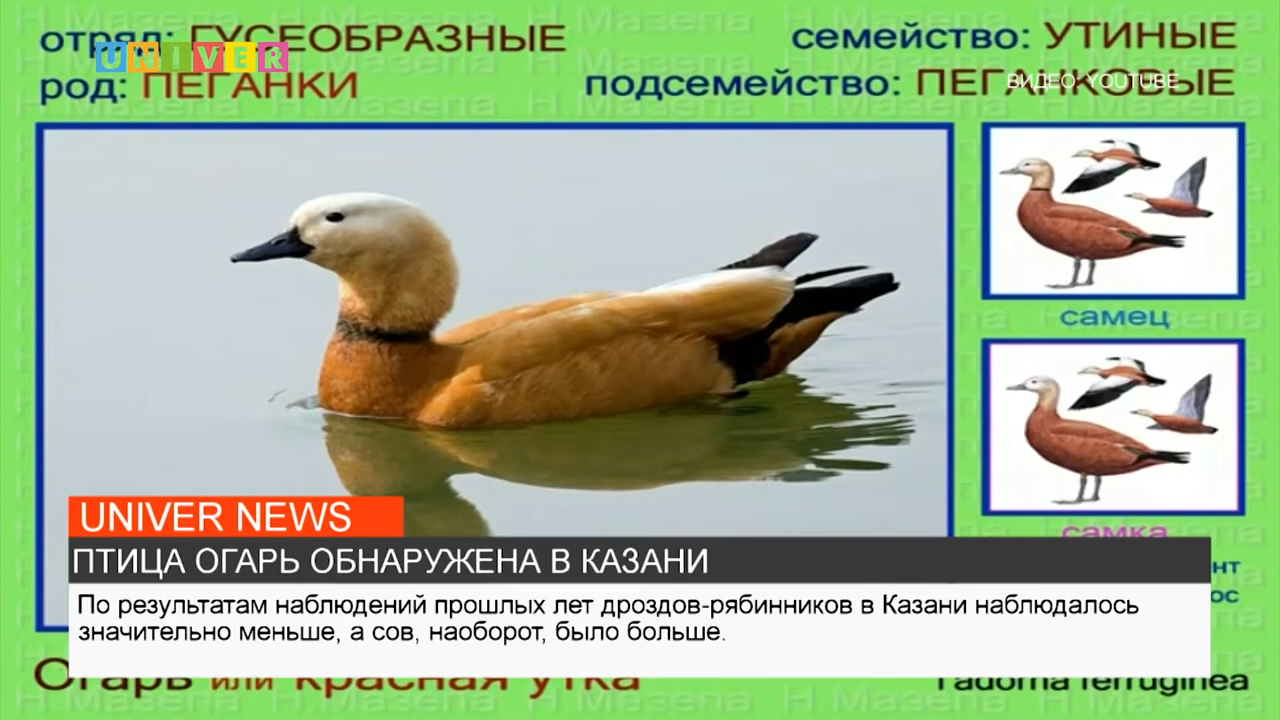 отряд: ГУСЕОБРАЗНЫЕ
семейство: УТИНЫЕ
UNIVER
род: ПЕГАНКИ
подсемейство: ПЕГАНКОВЫЕ
ВИДЕО: YOUTUBE
самец
самка
UNIVER NEWS
ПТИЦА ОГАРЬ ОБНАРУЖЕНА В КАЗАНИ
По результатам наблюдений прошлых лет дроздов-рябинников в Казани наблюдалось
значительно меньше, а сов, наоборот, было больше.
Огарь или красная утка
Tadorna ferruginea
Н Мазепа